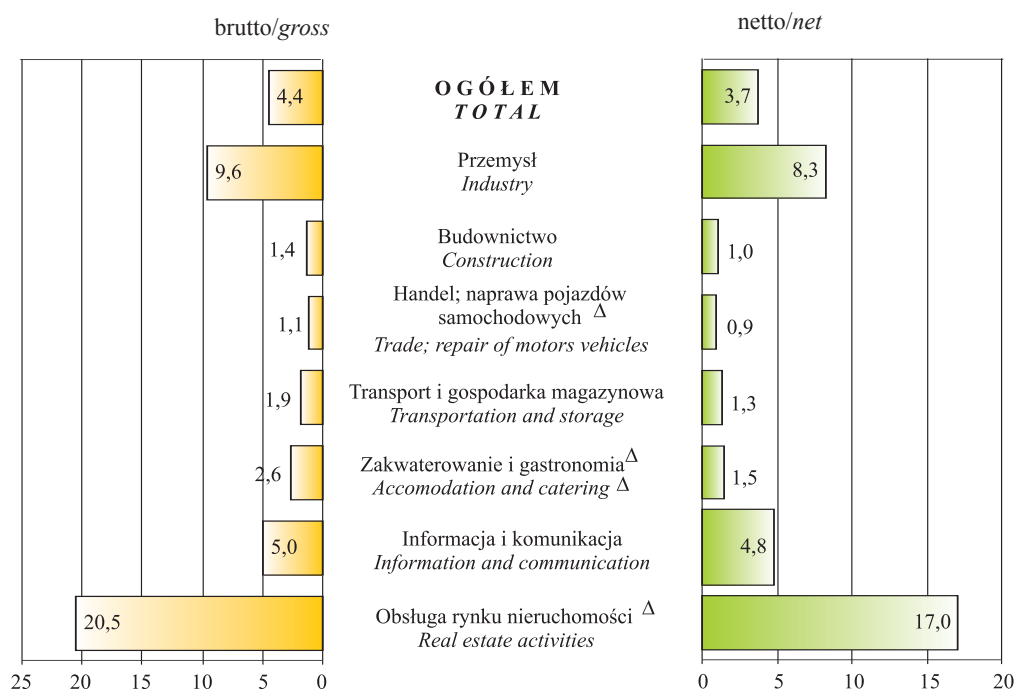 brutto/gross
netto/net
4,4
OGÓŁEM
TOTAL
3,7
9,6
Przemysł
Industry
8,3
1,4
Budownictwo
Construction
1,0
1,1
Handel; naprawa pojazdów
samochodowych Δ
Trade; repair of motors vehicles
0,9
1,9
Transport i gospodarka magazynowa
Transportation and storage
1,3
2,6
Zakwaterowanie i gastronomia Δ
Accomodation and catering Δ
1,5
5,0
Informacja i komunikacja
Information and communication
4,8
20,5
Obsługa rynku nieruchomości Δ
Real estate activities
17,0
25 20 15 10 5 0
0 5 10 15 20